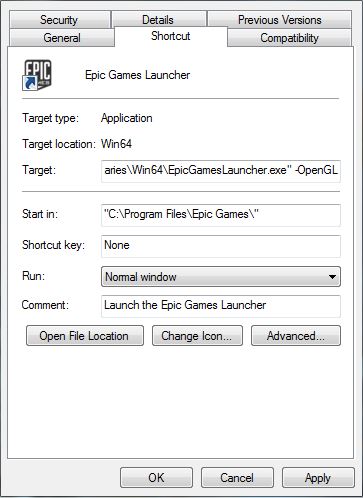 Security Details Previous Versions
General Shortcut Compatibility
EPIC
Epic Games Launcher
Target type: Application
Target location: Win64
Target: aries\Win64\EpicGamesLauncher.exe" -OpenGL
Start in: "C:\Program Files\Epic Games\"
Shortcut key: None
Run: Normal window
Comment: Launch the Epic Games Launcher
Open File Location Change Icon... Advanced...
OK Cancel Apply